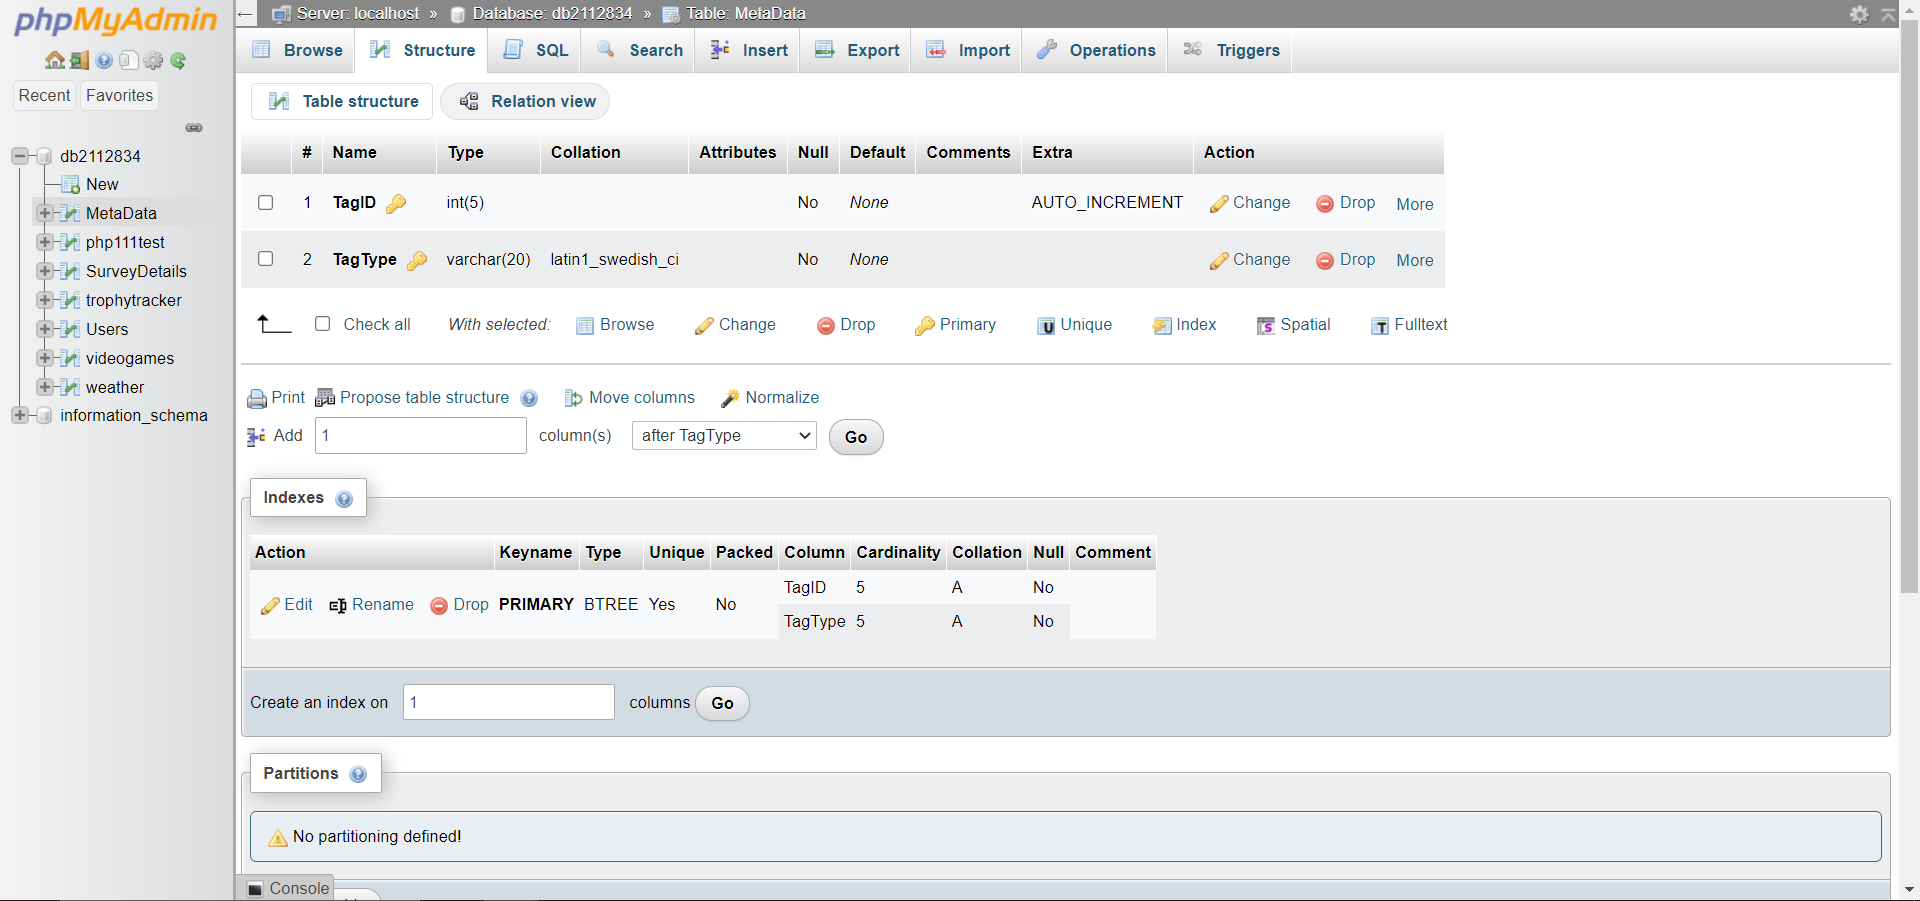 phpMyAdmin
Recent Favorites
db2112834
New
MetaData
php111test
SurveyDetails
trophytracker
Users
videogames
weather
information_schema
← Server: localhost » Database: db2112834 » Table: MetaData
Browse Structure SQL Search Insert Export Import Operations Triggers
Table structure Relation view
# Name Type Collation Attributes Null Default Comments Extra Action
1 TagID int(5) No None AUTO_INCREMENT Change Drop More
2 TagType varchar(20) latin1_swedish_ci No None Change Drop More
Check all With selected: Browse Change Drop Primary Unique Index Spatial Fulltext
Print Propose table structure Move columns Normalize
Add 1 column(s) after TagType Go
Indexes
Action Keyname Type Unique Packed Column Cardinality Collation Null Comment
Edit Rename Drop PRIMARY BTREE Yes No TagID 5 A No
TagType 5 A No
Create an index on 1 columns Go
Partitions
No partitioning defined!
Console